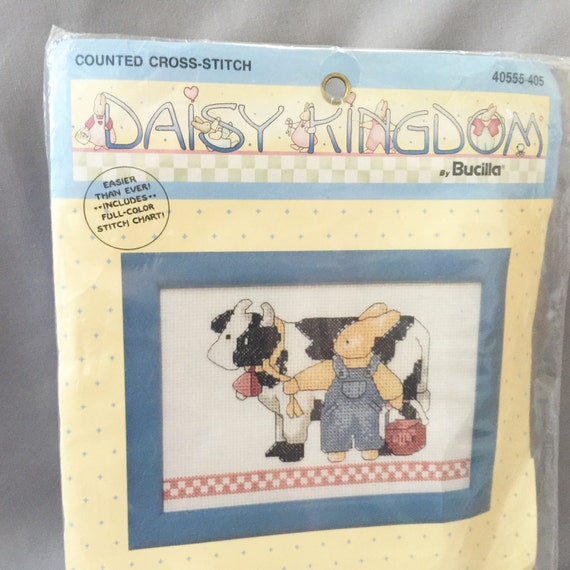 COUNTED CROSS-STITCH
40555-405
DAISY KINGDOM
By Bucilla®
EASIER
THAN EVER!
··INCLUDES··
FULL-COLOR
STITCH CHART!